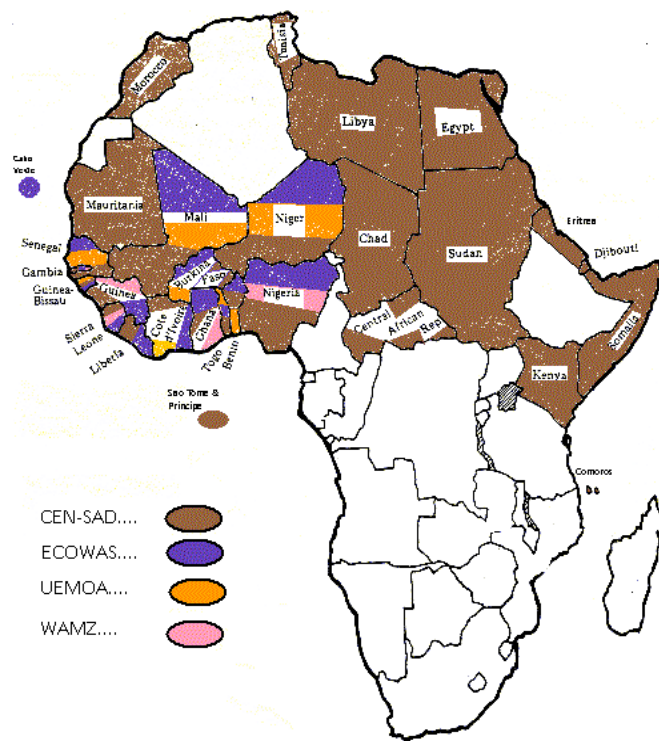 Tunisia
Morocco
Libya
Egypt
Cabo
Verde
Mauritania
Mali
Niger
Chad
Sudan
Eritrea
Djibouti
Senegal
Gambia
Guinea-
Bissau
Guinea
Burkina
Faso
Nigeria
Sierra
Leone
Liberia
Cote
d'Ivoire
Ghana
Togo
Benin
Central
African
Rep
Somalia
Kenya
Sao Tome &
Principe
Comoros
CEN-SAD....
ECOWAS....
UEMOA....
WAMZ....